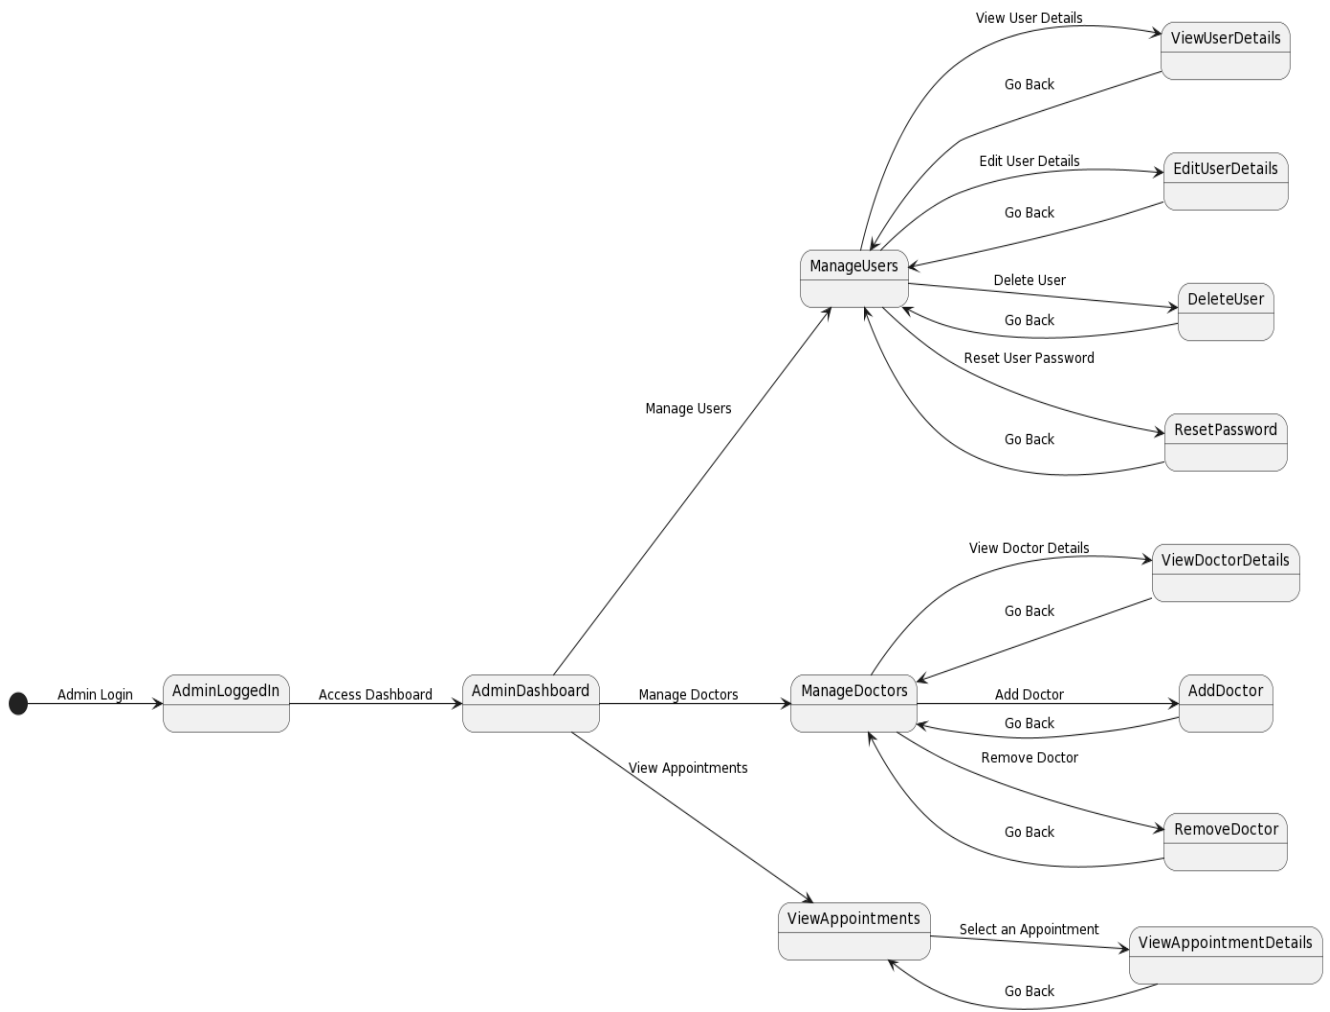 View User Details
ViewUserDetails
Go Back
Edit User Details
EditUserDetails
Go Back
ManageUsers
Delete User
DeleteUser
Go Back
Reset User Password
Manage Users
ResetPassword
Go Back
View Doctor Details
ViewDoctorDetails
Go Back
Admin Login
AdminLoggedIn
Access Dashboard
AdminDashboard
Manage Doctors
ManageDoctors
Add Doctor
AddDoctor
Go Back
Remove Doctor
View Appointments
RemoveDoctor
Go Back
ViewAppointments
Select an Appointment
ViewAppointmentDetails
Go Back